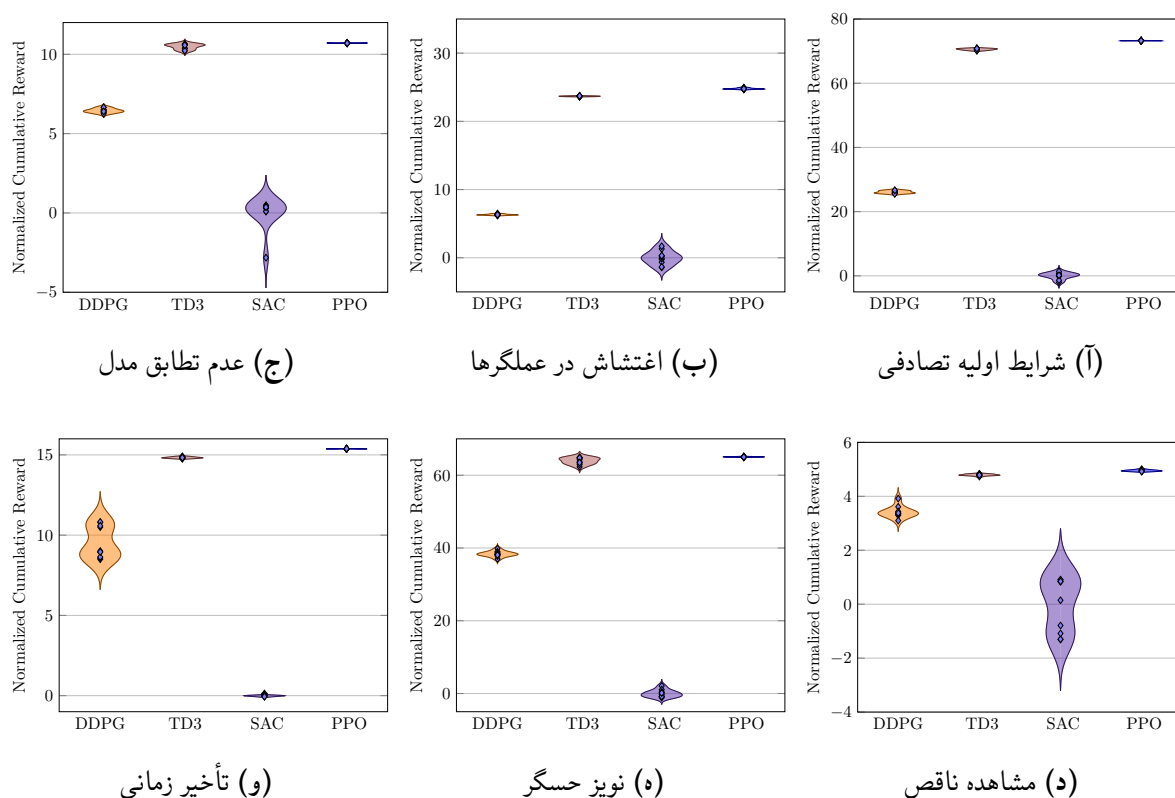 Normalized Cumulative Reward
80
60
40
20
0
DDPG TD3 SAC PPO
(آ) شرایط اولیه تصادفی
Normalized Cumulative Reward
30
20
10
0
DDPG TD3 SAC PPO
(ب) اغتشاش در عملگرها
Normalized Cumulative Reward
10
5
0
−5
DDPG TD3 SAC PPO
(ج) عدم تطابق مدل
Normalized Cumulative Reward
6
4
2
0
−2
−4
DDPG TD3 SAC PPO
(د) مشاهده ناقص
Normalized Cumulative Reward
60
40
20
0
DDPG TD3 SAC PPO
(ه) نویز حسگر
Normalized Cumulative Reward
15
10
5
0
DDPG TD3 SAC PPO
(و) تأخیر زمانی